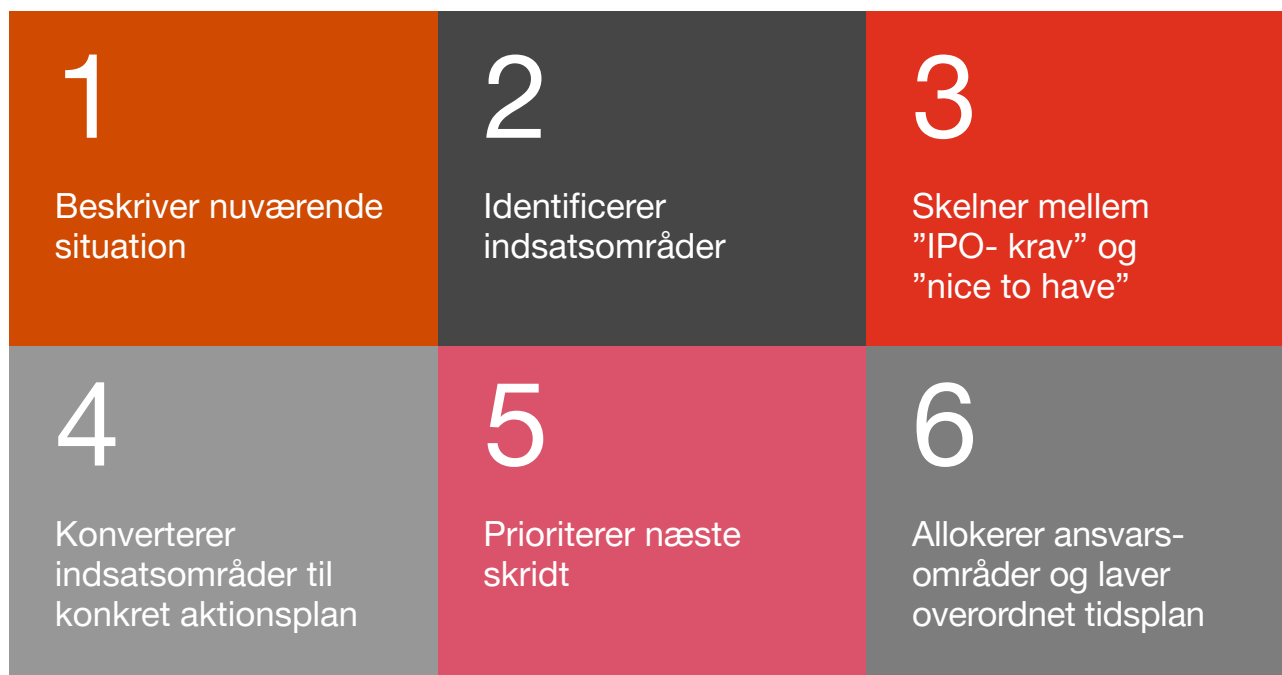 1
Beskriver nuværende
situation
2
Identificerer
indsatsområder
3
Skelner mellem
”IPO- krav” og
”nice to have”
4
Konverterer
indsatsområder til
konkret aktionsplan
5
Prioriterer næste
skridt
6
Allokerer ansvars-
områder og laver
overordnet tidsplan